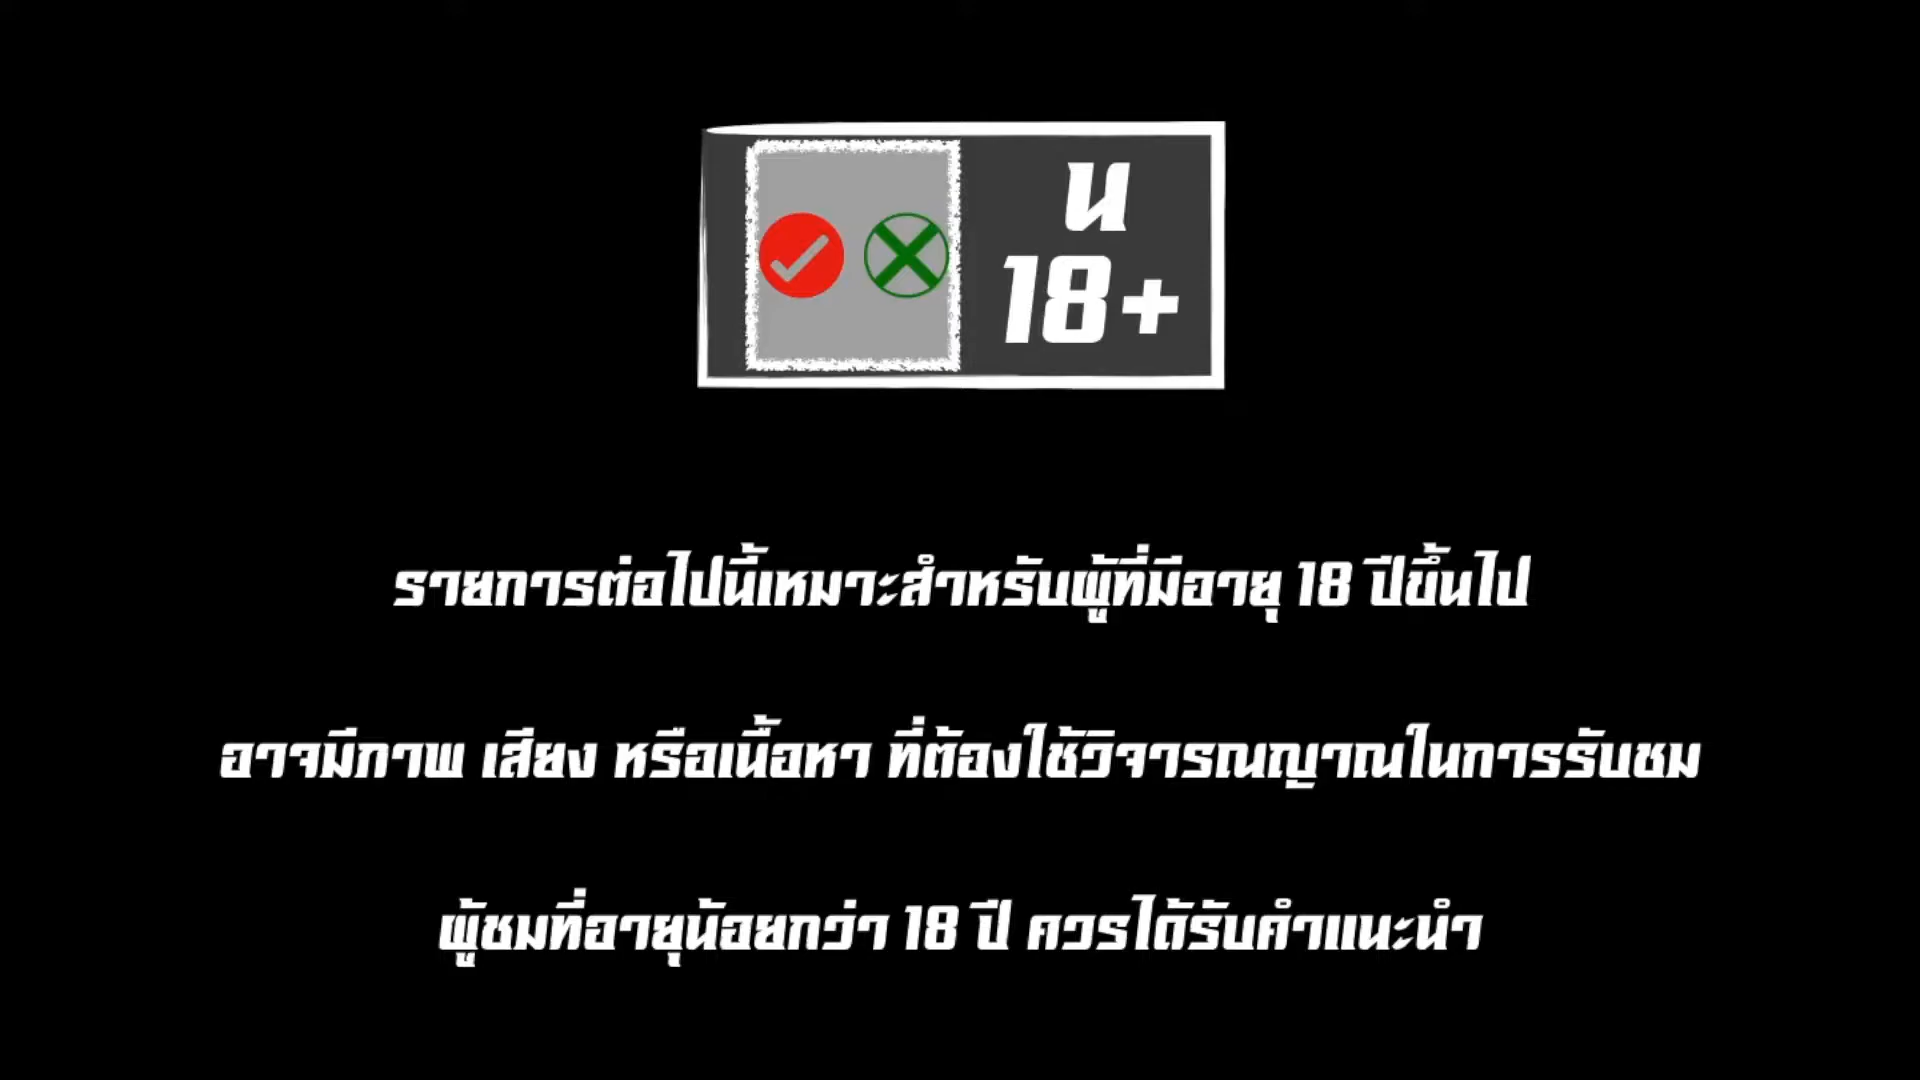 น
18+
รายการต่อไปนี้เหมาะสำหรับผู้ที่มีอายุ 18 ปีขึ้นไป
อาจมีภาพ เสียง หรือเนื้อหา ที่ต้องใช้วิจารณญาณในการรับชม
ผู้ชมที่อายุน้อยกว่า 18 ปี ควรได้รับคำแนะนำ